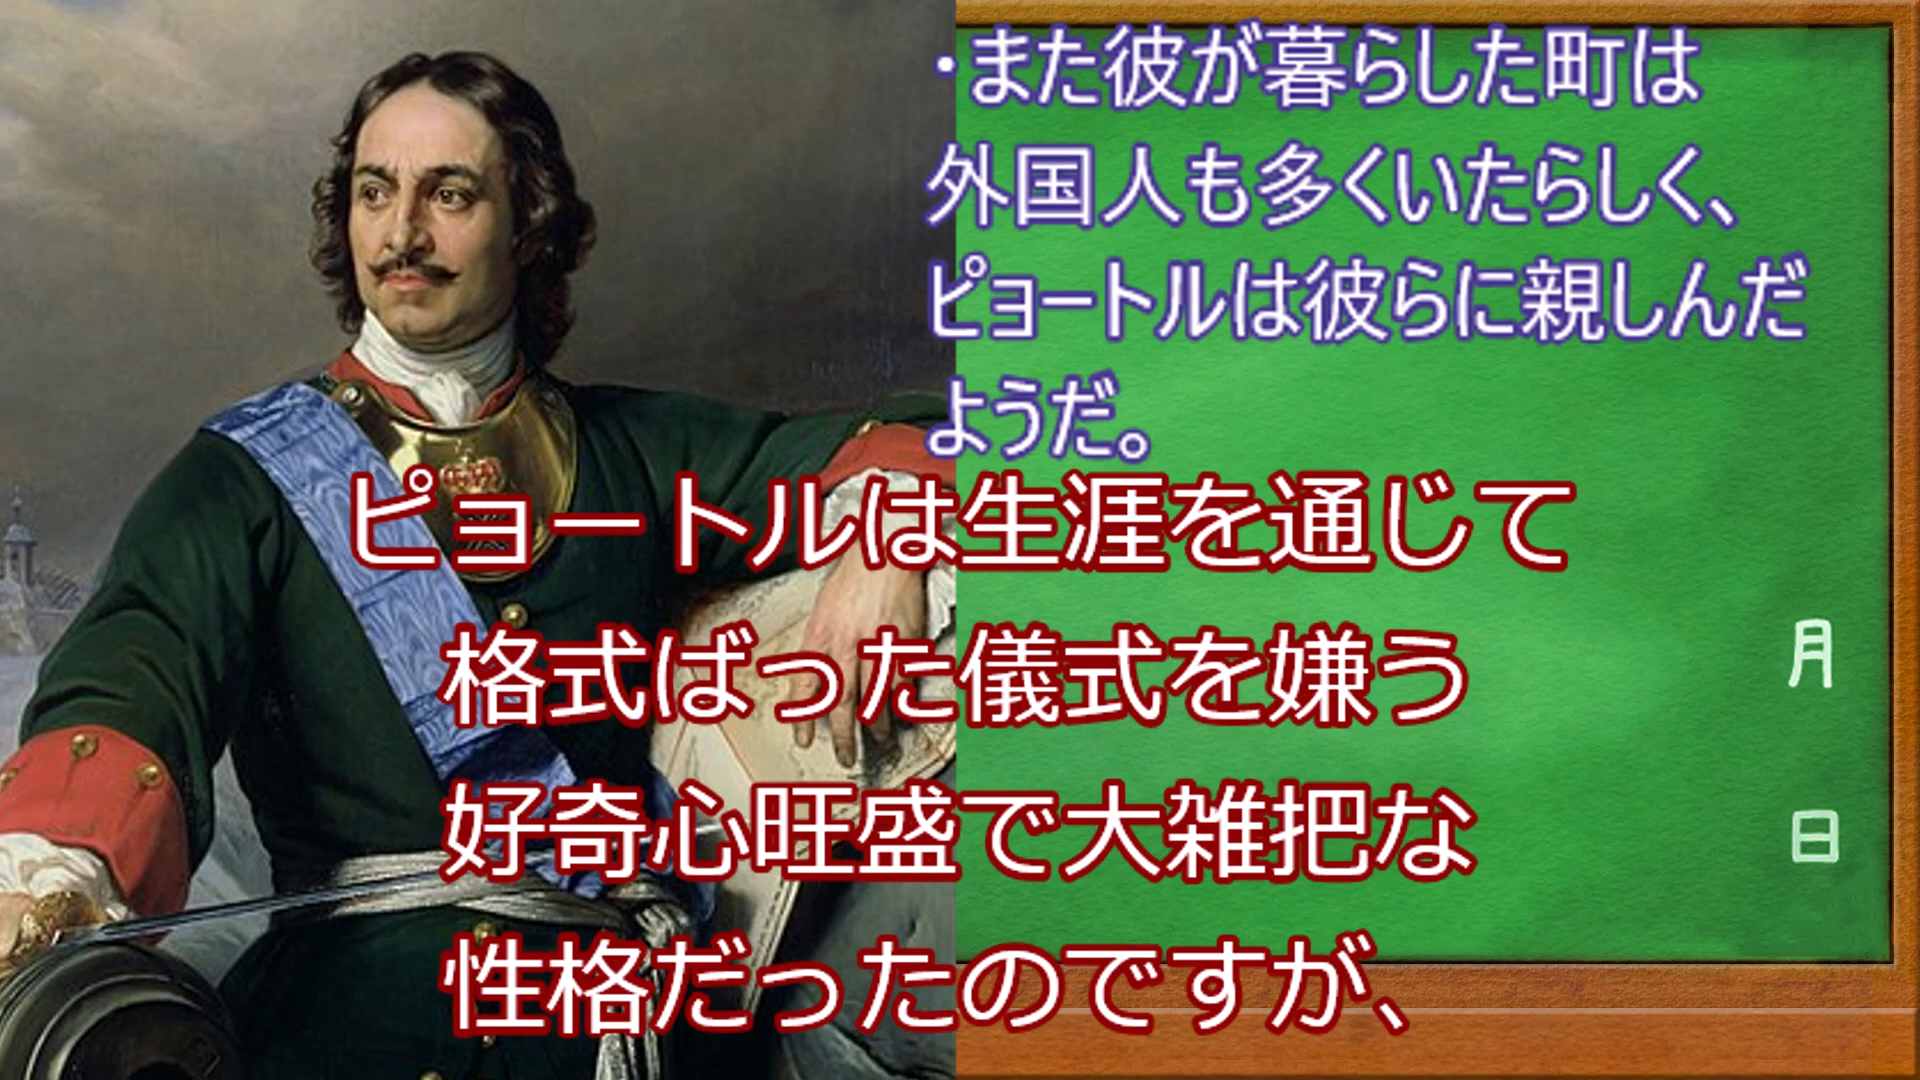 ・また彼が暮らした町は
外国人も多くいたらしく、
ピョートルは彼らに親しんだ
ようだ。
ピョートルは生涯を通じて
格式ばった儀式を嫌う
好奇心旺盛で大雑把な
性格だったのですが、
月
日